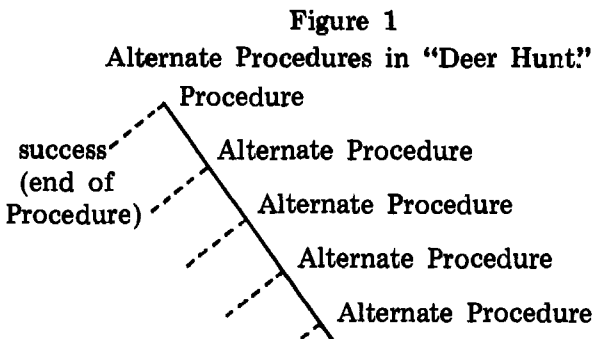 Figure 1
Alternate Procedures in “Deer Hunt.”
Procedure
success
(end of
Procedure)
Alternate Procedure
Alternate Procedure
Alternate Procedure
Alternate Procedure